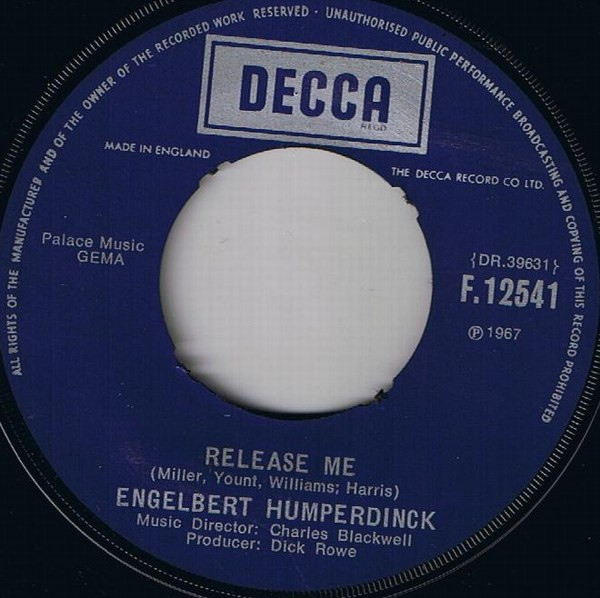 ALL RIGHTS OF THE MANUFACTURER AND OF THE OWNER OF THE RECORDED WORK RESERVED · UNAUTHORISED PUBLIC PERFORMANCE BROADCASTING AND COPYING OF THIS RECORD PROHIBITED
DECCA
REGD
MADE IN ENGLAND
THE DECCA RECORD CO LTD.
Palace Music
GEMA
{DR.39631}
F.12541
℗ 1967
RELEASE ME
(Miller, Yount, Williams; Harris)
ENGELBERT HUMPERDINCK
Music Director: Charles Blackwell
Producer: Dick Rowe